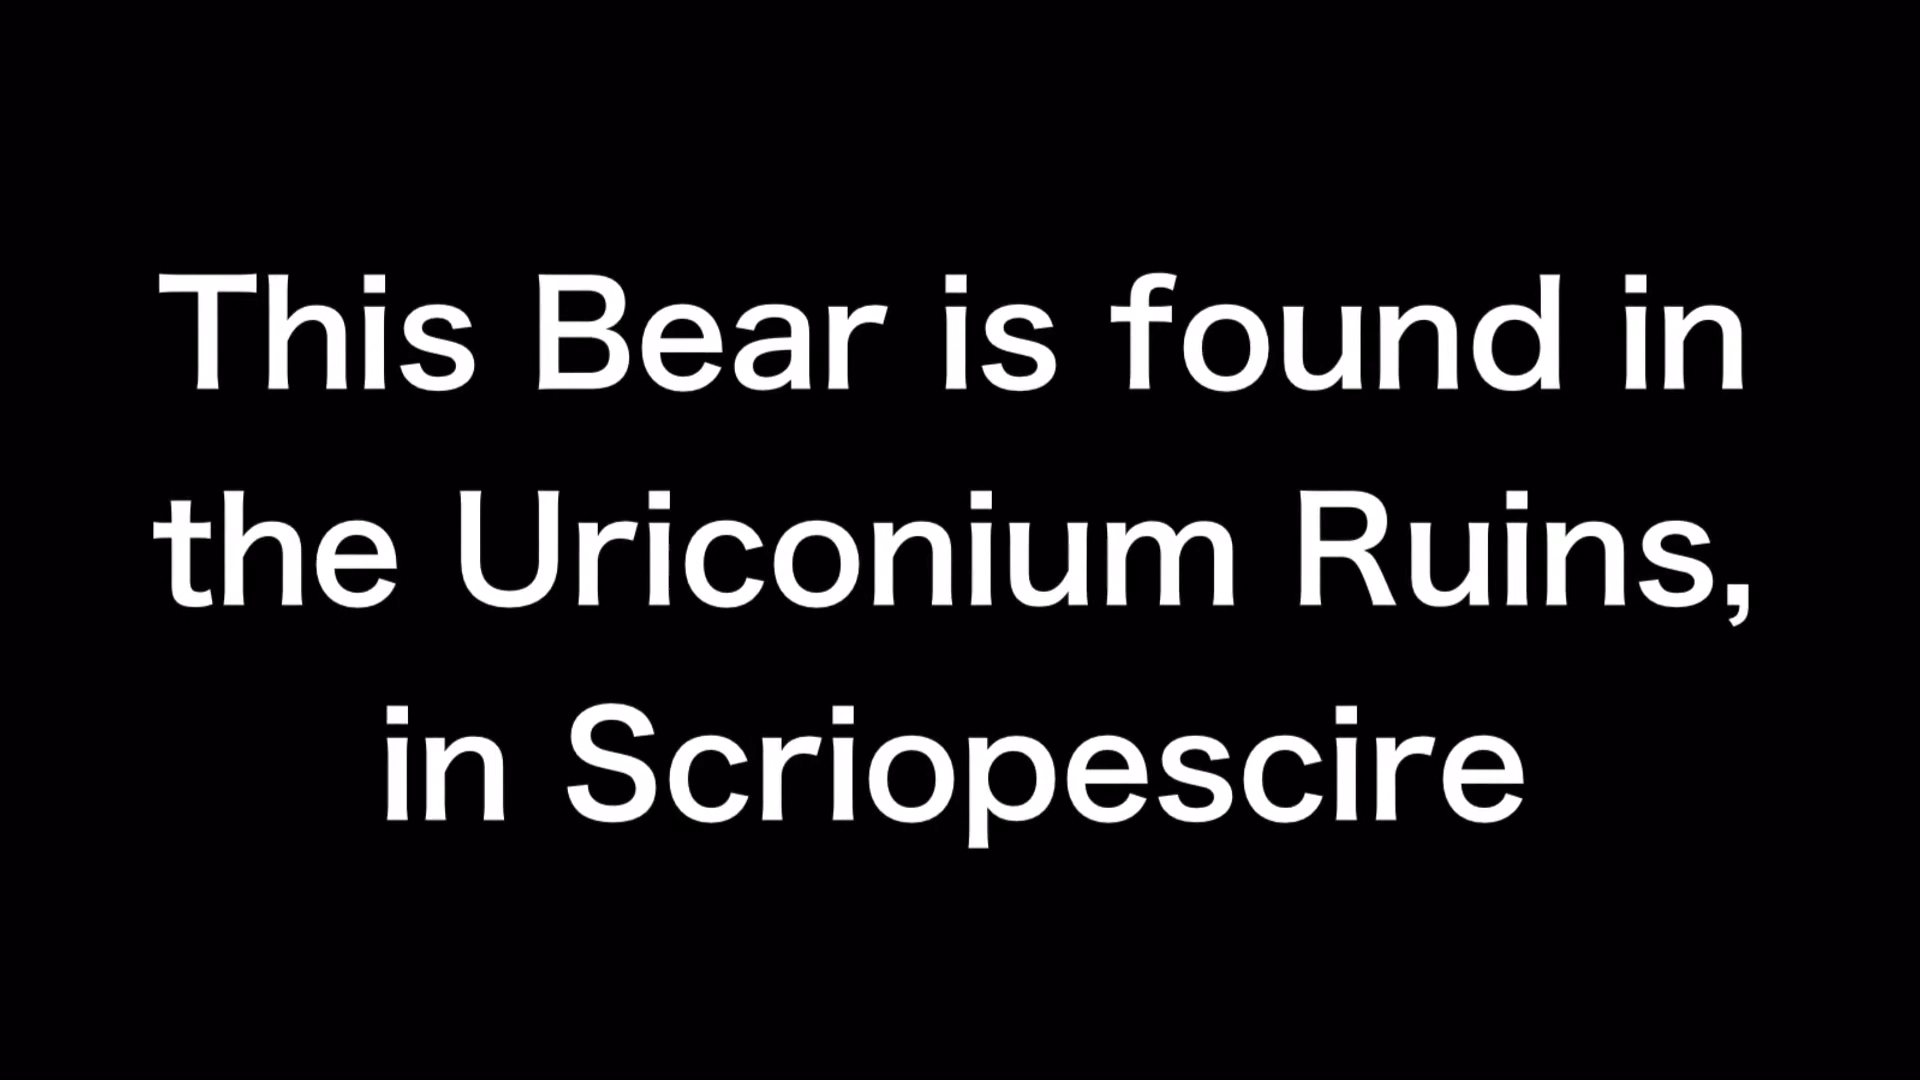 This Bear is found in
the Uriconium Ruins,
in Scriopescire